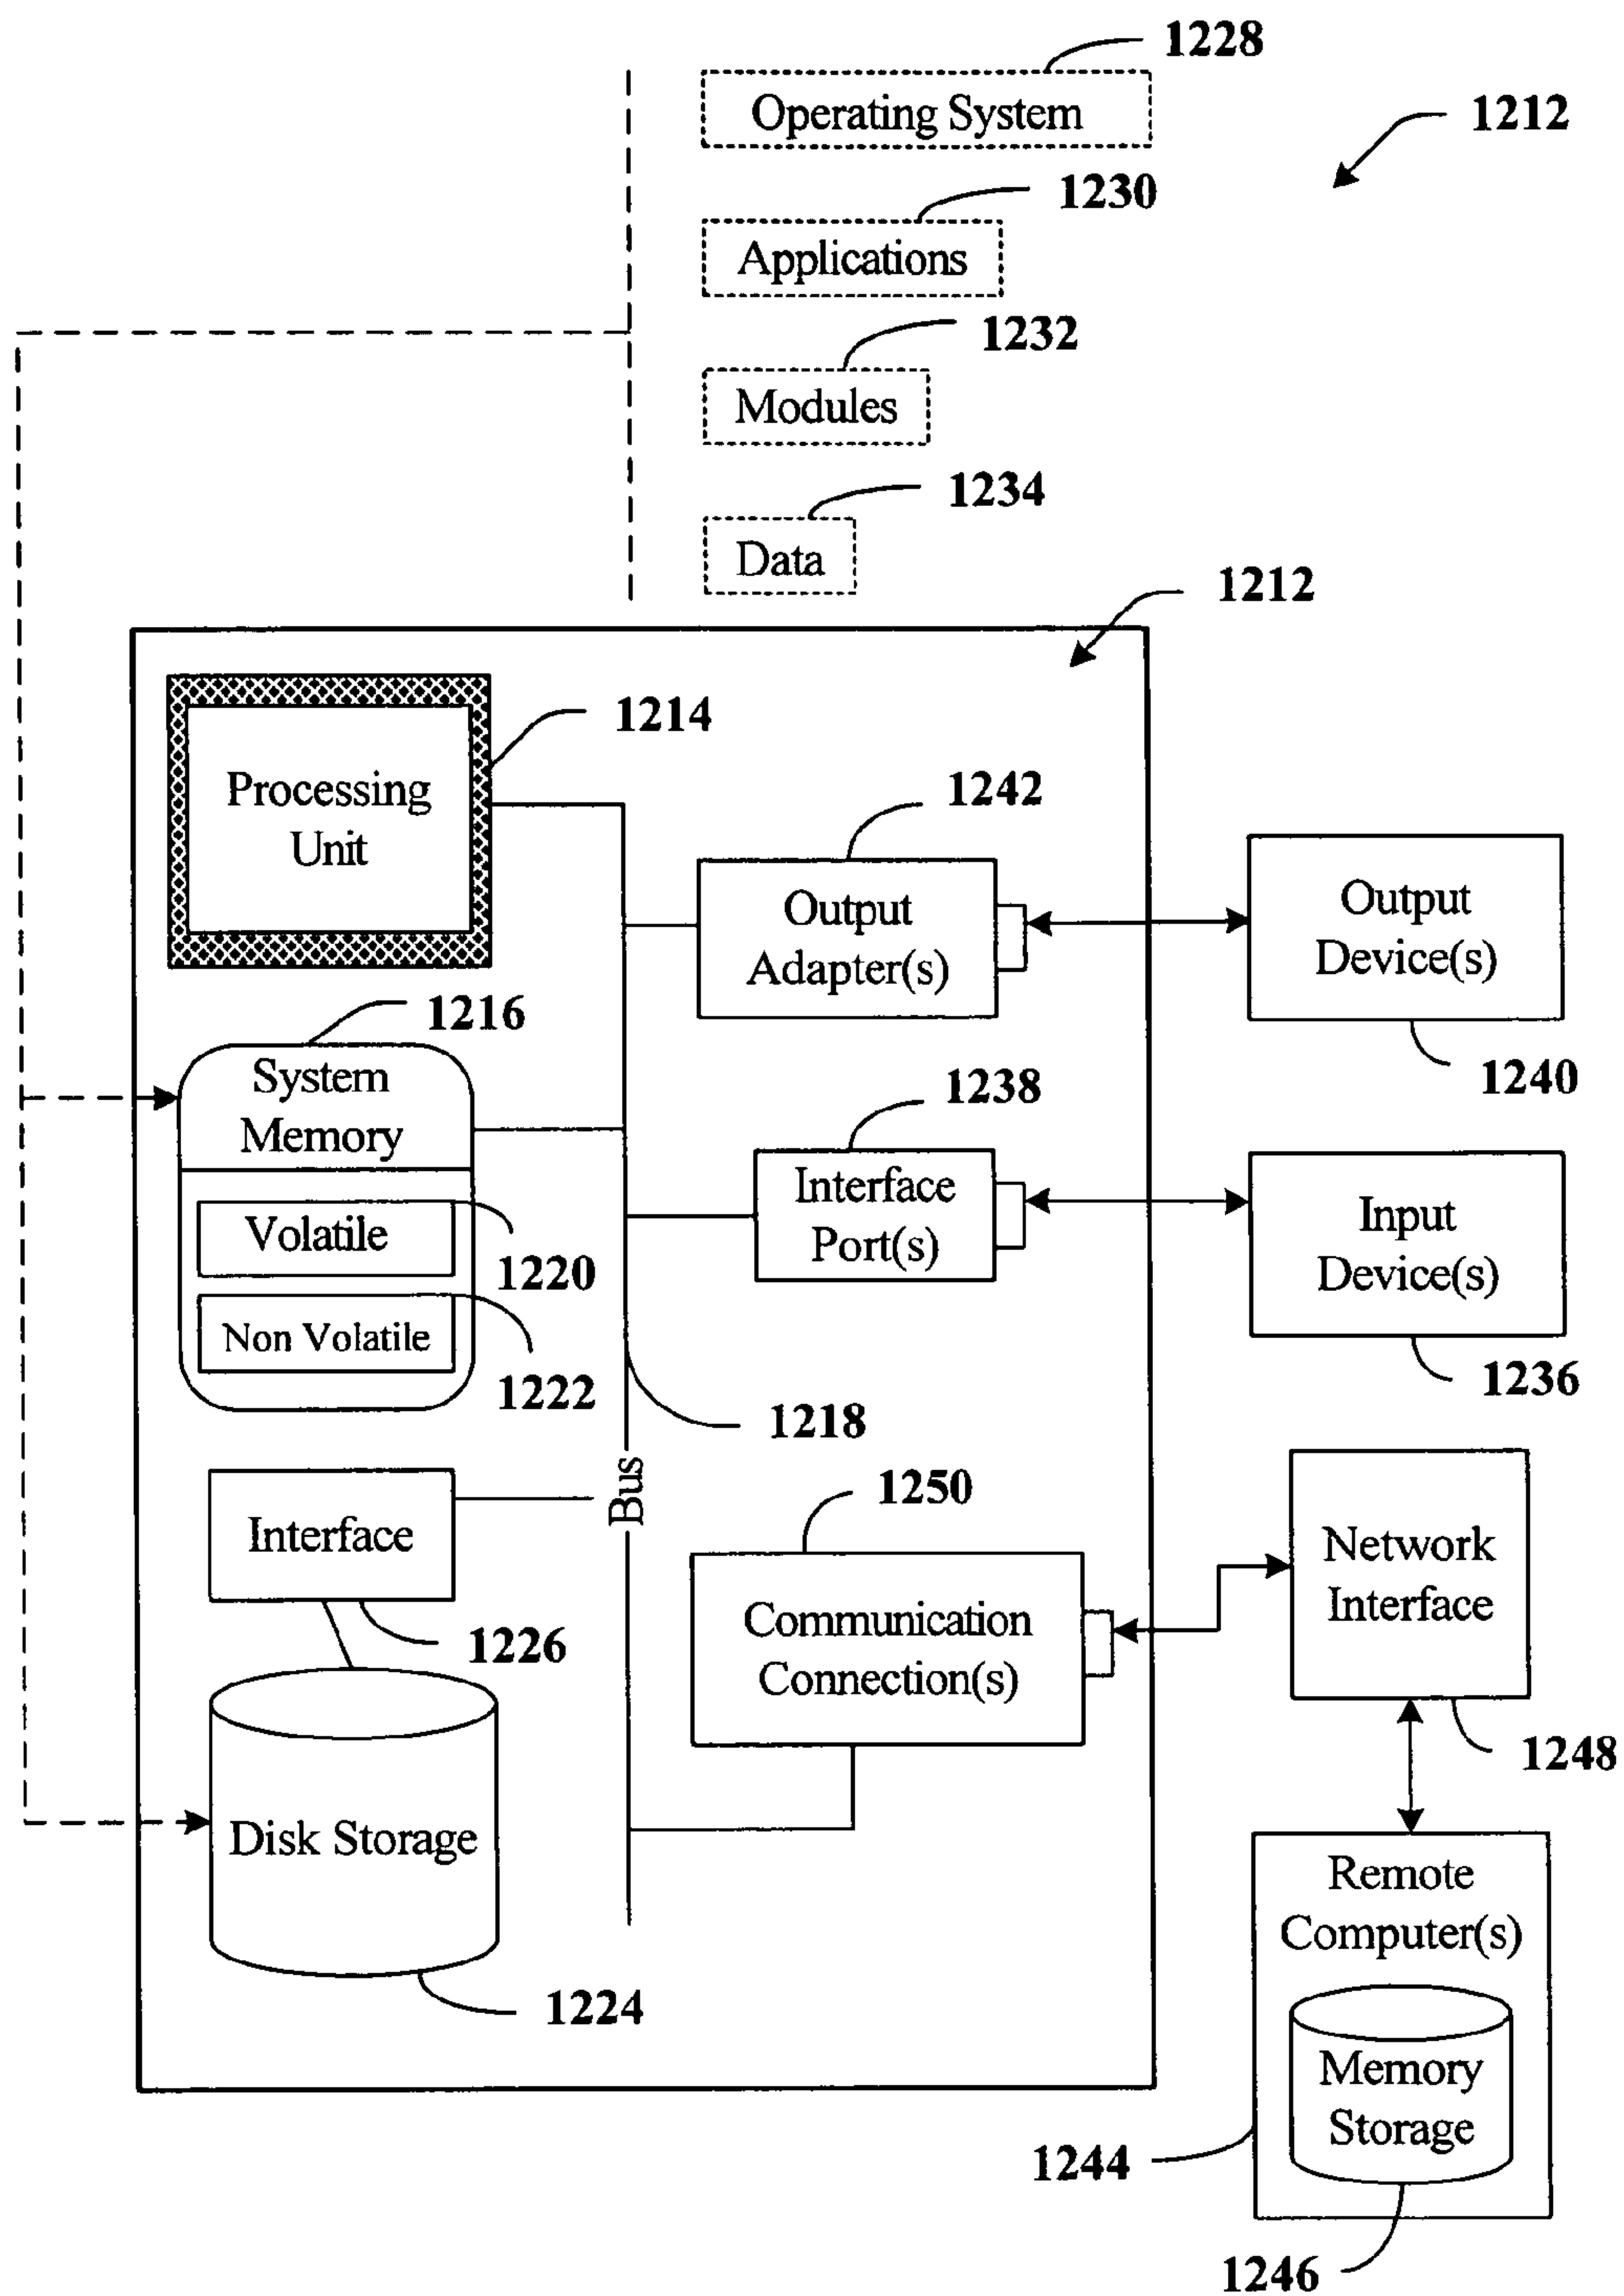 1228
Operating System
1212
1230
Applications
1232
Modules
1234
Data
1212
1214
Processing
Unit
1242
Output
Adapter(s)
Output
Device(s)
1240
1216
System
Memory
1238
Interface
Port(s)
Input
Device(s)
1236
Volatile
1220
Non Volatile
1222
1218
Bus
Interface
1226
1250
Communication
Connection(s)
Network
Interface
1248
Disk Storage
1224
Remote
Computer(s)
Memory
Storage
1244
1246